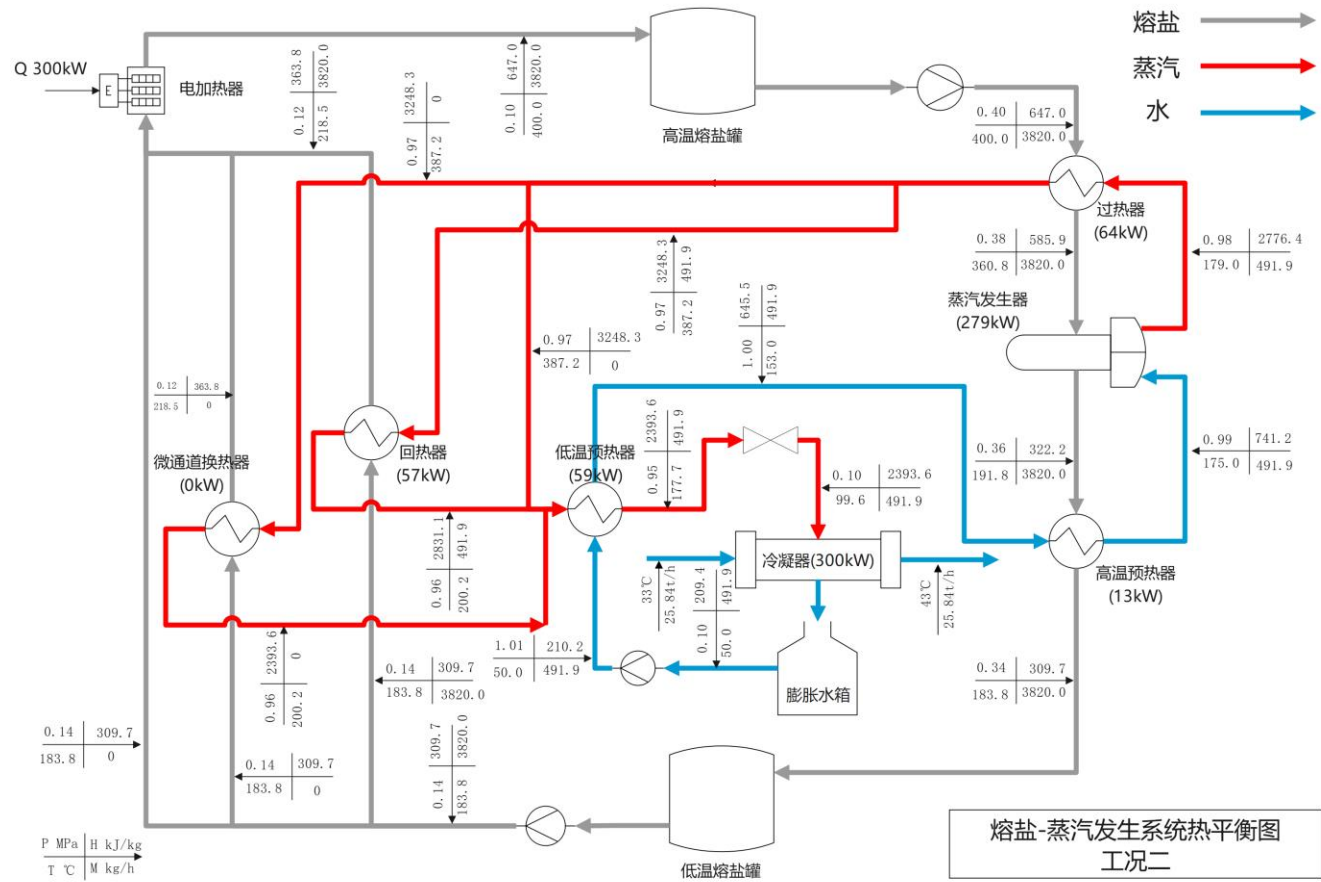 Q 300kW
E
电加热器
363.8 3820.0
0.12 218.5
3248.3 0
0.97 387.2
647.0 3820.0
0.10 400.0
高温熔盐罐
熔盐
蒸汽
水
0.40 647.0
400.0 3820.0
过热器
(64kW)
0.38 585.9
360.8 3820.0
0.98 2776.4
179.0 491.9
蒸汽发生器
(279kW)
3248.3 491.9
0.97 387.2
645.5 491.9
1.00 153.0
0.97 3248.3
387.2 0
0.12 363.8
218.5 0
微通道换热器
(0kW)
回热器
(57kW)
低温预热器
(59kW)
2393.6 491.9
0.95 177.7
0.36 322.2
191.8 3820.0
0.99 741.2
175.0 491.9
0.10 2393.6
99.6 491.9
冷凝器(300kW)
33℃
25.84t/h
43℃
25.84t/h
高温预热器
(13kW)
2831.1 491.9
0.96 200.2
209.4 491.9
0.10 50.0
1.01 210.2
50.0 491.9
膨胀水箱
2393.6 0
0.96 200.2
0.14 309.7
183.8 3820.0
0.34 309.7
183.8 3820.0
0.14 309.7
183.8 0
0.14 309.7
183.8 0
309.7 3820.0
0.14 183.8
低温熔盐罐
P MPa H kJ/kg
T ℃ M kg/h
熔盐-蒸汽发生系统热平衡图
工况二